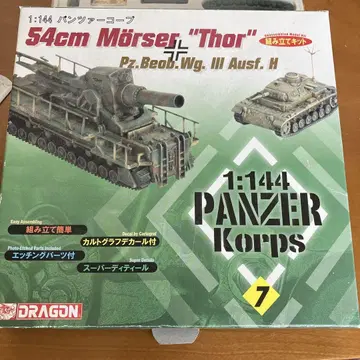 1:144 パンツァーコープ
54cm Mörser "Thor"
組み立てキット
Pz.Beob.Wg. III Ausf. H
1:144
PANZER
Korps
7
Easy Assembling
組み立て簡単
Photo-Etched Parts Included
エッチングパーツ付
Decal by Cartograf
カルトグラフデカール付
Super Details
スーパーディティール
DRAGON